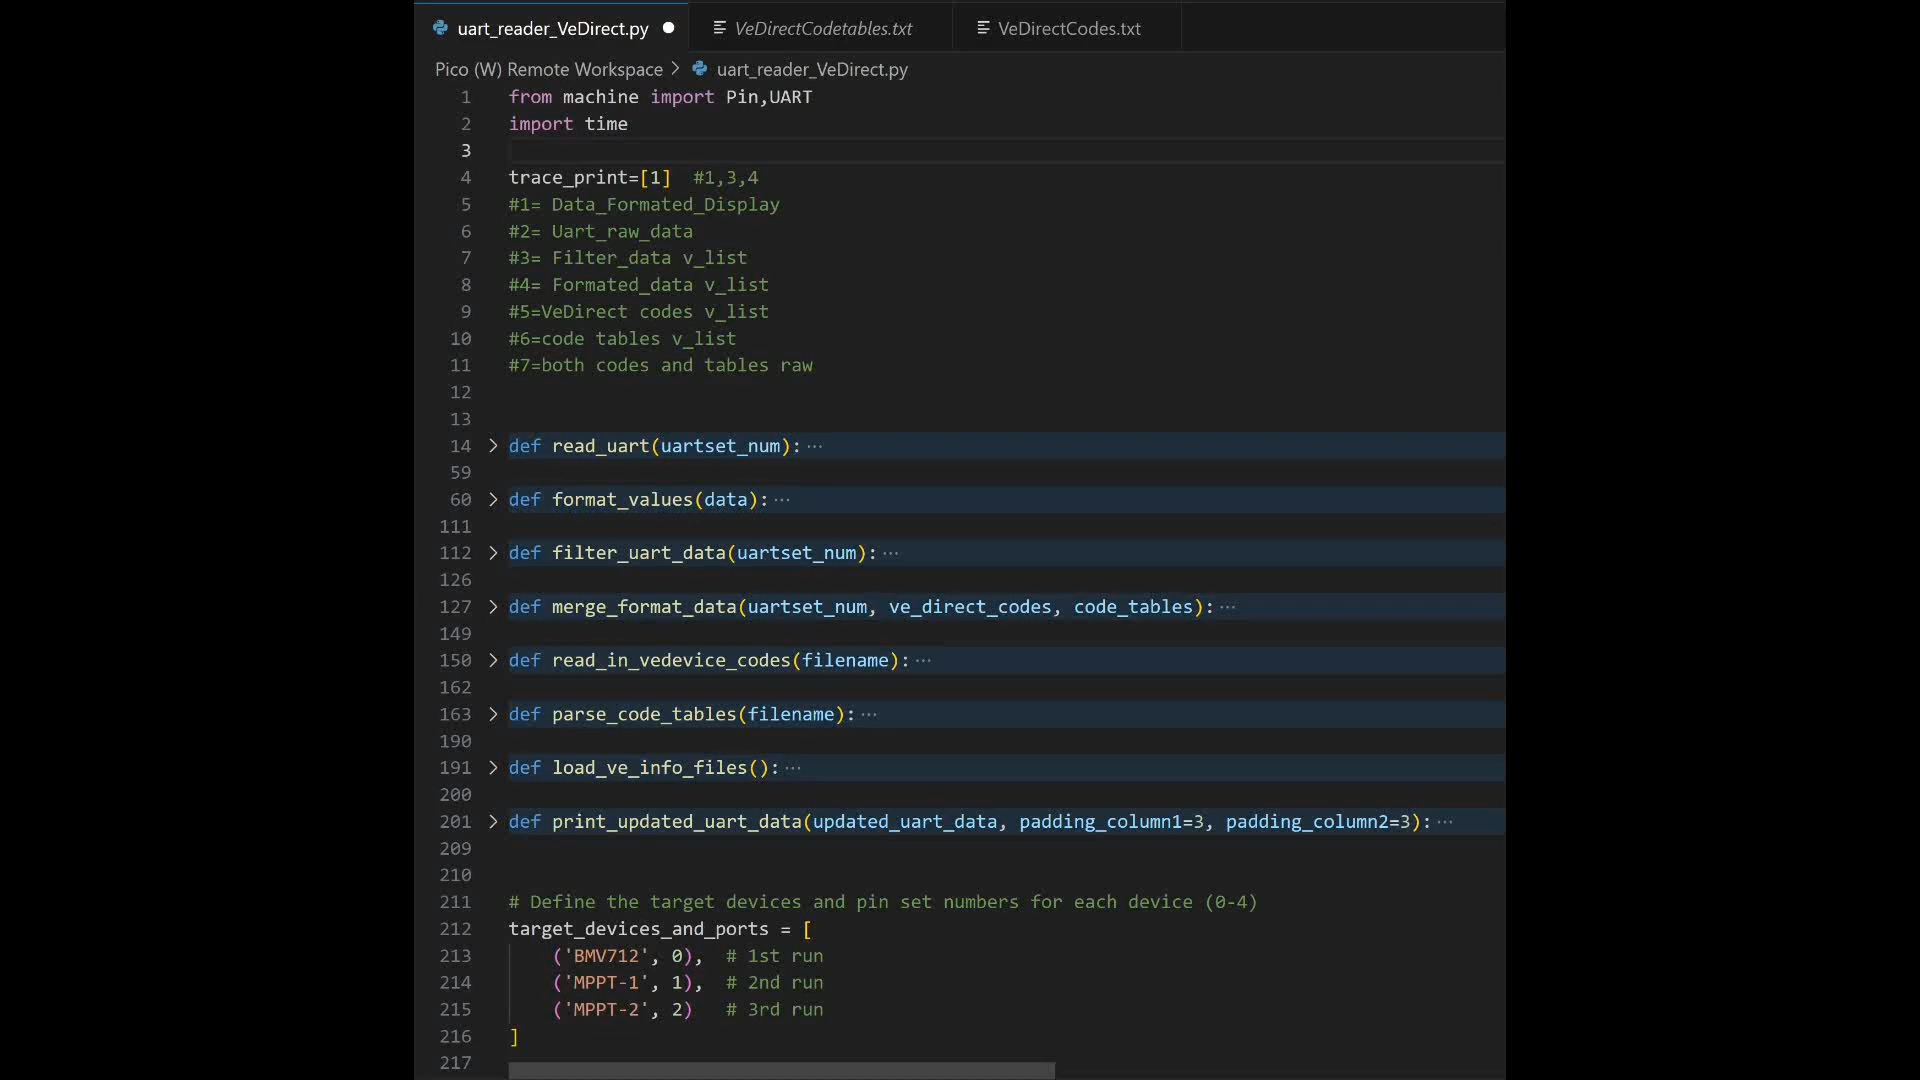 uart_reader_VeDirect.py VeDirectCodetables.txt VeDirectCodes.txt
Pico (W) Remote Workspace > uart_reader_VeDirect.py
1 from machine import Pin,UART
2 import time
3
4 trace_print=[1]  #1,3,4
5 #1= Data_Formated_Display
6 #2= Uart_raw_data
7 #3= Filter_data v_list
8 #4= Formated_data v_list
9 #5=VeDirect codes v_list
10 #6=code tables v_list
11 #7=both codes and tables raw
12
13
14 > def read_uart(uartset_num):···
59
60 > def format_values(data):···
111
112 > def filter_uart_data(uartset_num):···
126
127 > def merge_format_data(uartset_num, ve_direct_codes, code_tables):···
149
150 > def read_in_vedevice_codes(filename):···
162
163 > def parse_code_tables(filename):···
190
191 > def load_ve_info_files():···
200
201 > def print_updated_uart_data(updated_uart_data, padding_column1=3, padding_column2=3):···
209
210
211 # Define the target devices and pin set numbers for each device (0-4)
212 target_devices_and_ports = [
213     ('BMV712', 0),  # 1st run
214     ('MPPT-1', 1),  # 2nd run
215     ('MPPT-2', 2)   # 3rd run
216 ]
217